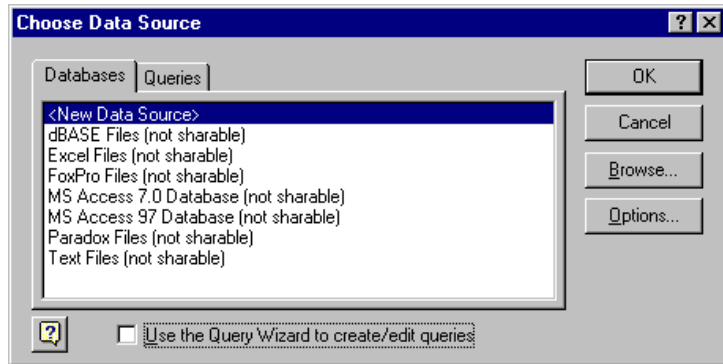 Choose Data Source
Databases
Queries
<New Data Source>
dBASE Files (not sharable)
Excel Files (not sharable)
FoxPro Files (not sharable)
MS Access 7.0 Database (not sharable)
MS Access 97 Database (not sharable)
Paradox Files (not sharable)
Text Files (not sharable)
OK
Cancel
Browse...
Options...
Use the Query Wizard to create/edit queries